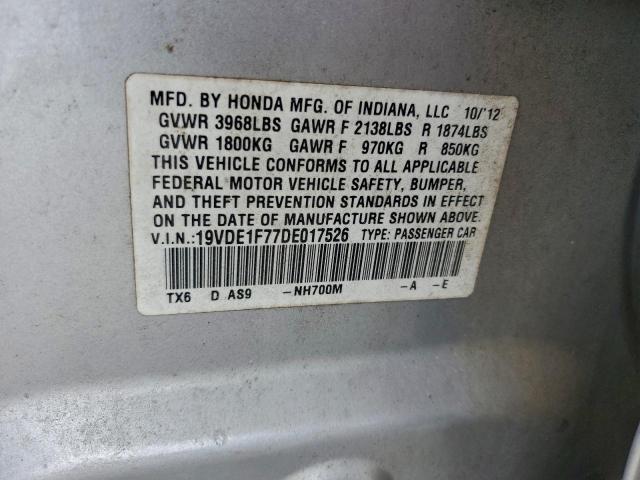 MFD. BY HONDA MFG. OF INDIANA, LLC 10/'12
GVWR 3968LBS GAWR F 2138LBS R 1874LBS
GVWR 1800KG GAWR F 970KG R 850KG
THIS VEHICLE CONFORMS TO ALL APPLICABLE
FEDERAL MOTOR VEHICLE SAFETY, BUMPER,
AND THEFT PREVENTION STANDARDS IN EFFECT
ON THE DATE OF MANUFACTURE SHOWN ABOVE.
V.I.N.:19VDE1F77DE017526 TYPE: PASSENGER CAR
TX6 D AS9 -NH700M -A -E